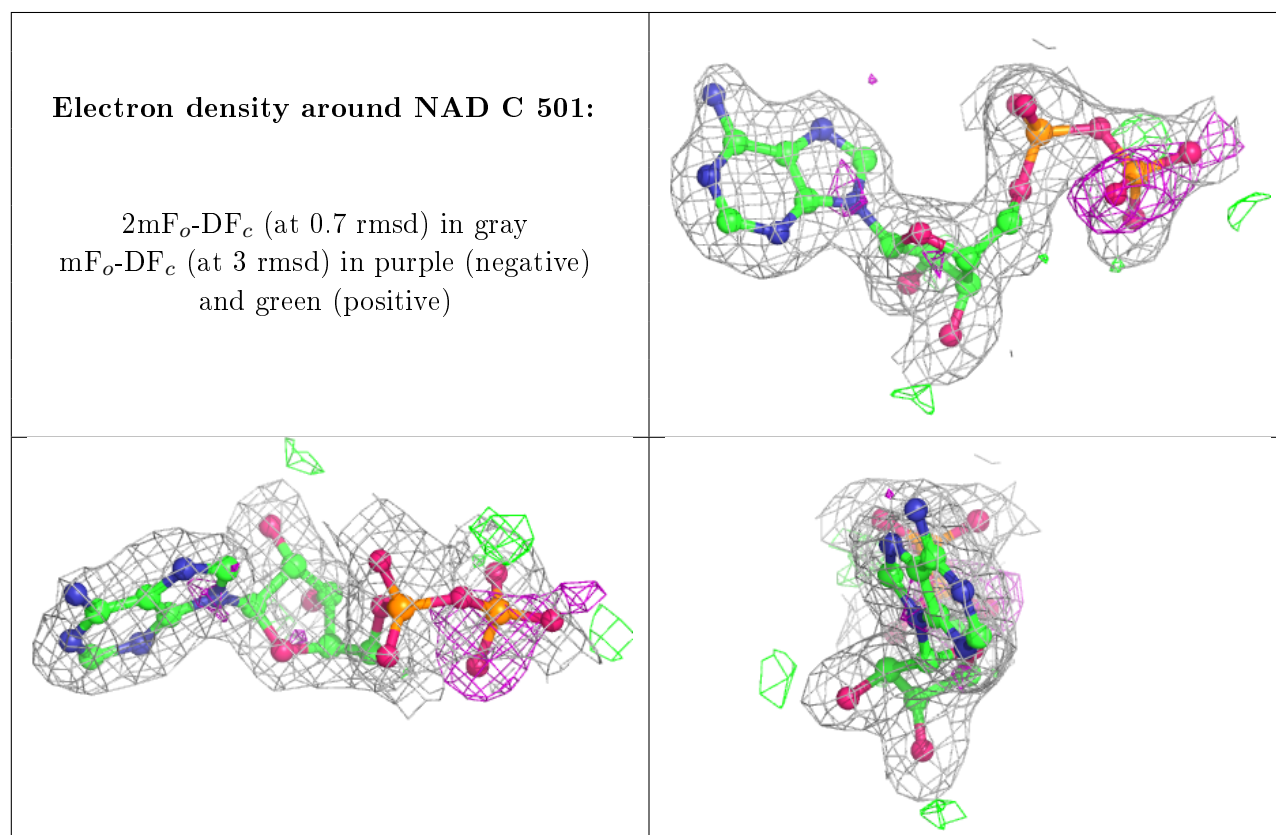 Electron density around NAD C 501:
2mFo-DFc (at 0.7 rmsd) in gray
mFo-DFc (at 3 rmsd) in purple (negative)
and green (positive)